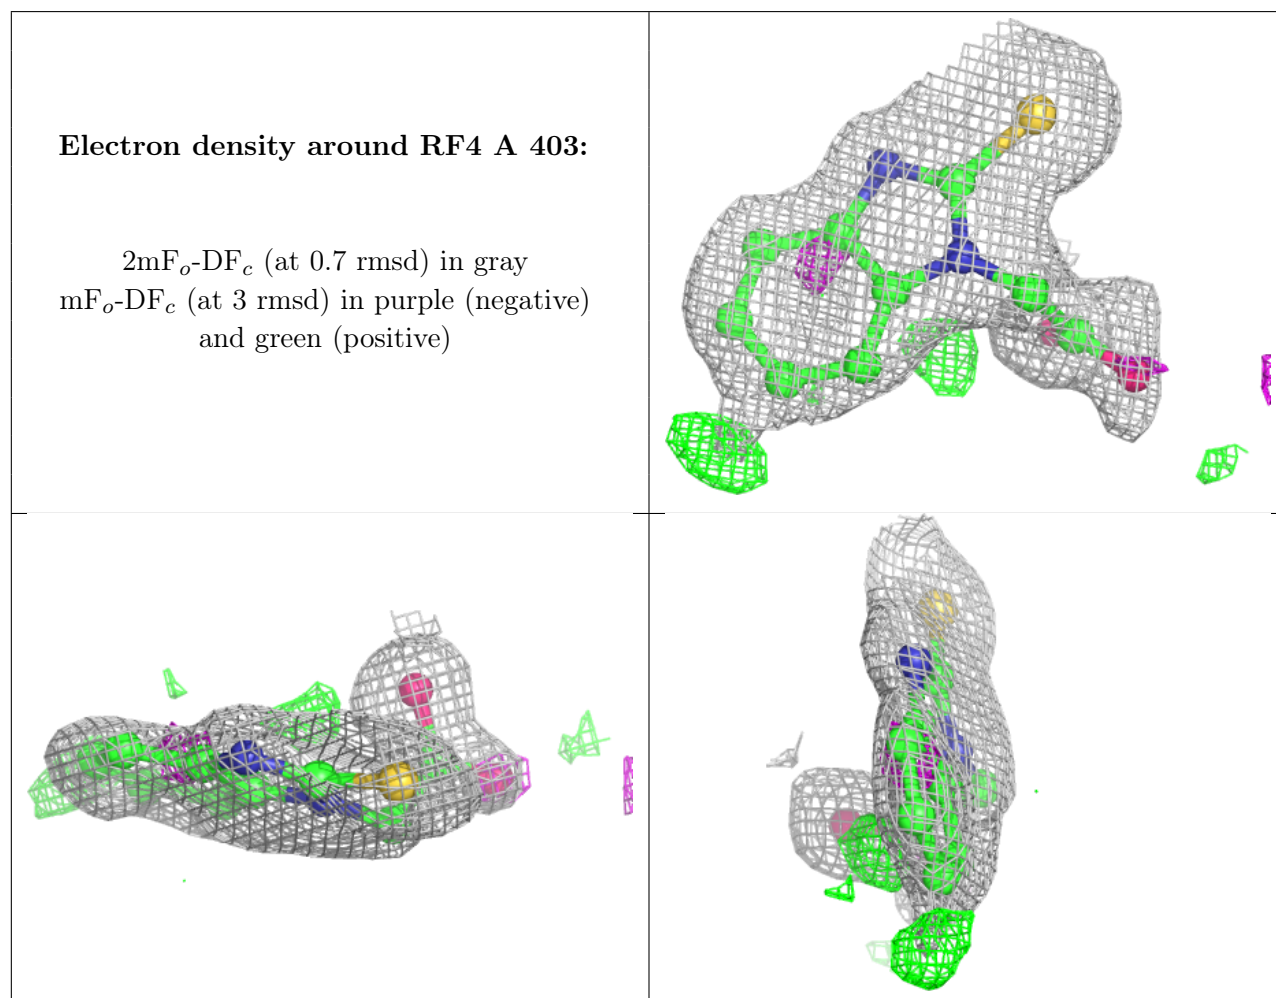 Electron density around RF4 A 403:
2mFo-DFc (at 0.7 rmsd) in gray
mFo-DFc (at 3 rmsd) in purple (negative)
and green (positive)